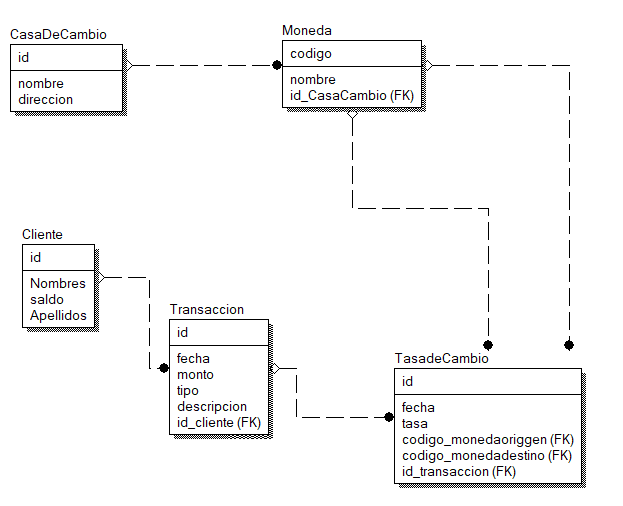 CasaDeCambio
id
nombre
direccion
Moneda
codigo
nombre
id_CasaCambio (FK)
Cliente
id
Nombres
saldo
Apellidos
Transaccion
id
fecha
monto
tipo
descripcion
id_cliente (FK)
TasadeCambio
id
fecha
tasa
codigo_monedaoriggen (FK)
codigo_monedadestino (FK)
id_transaccion (FK)